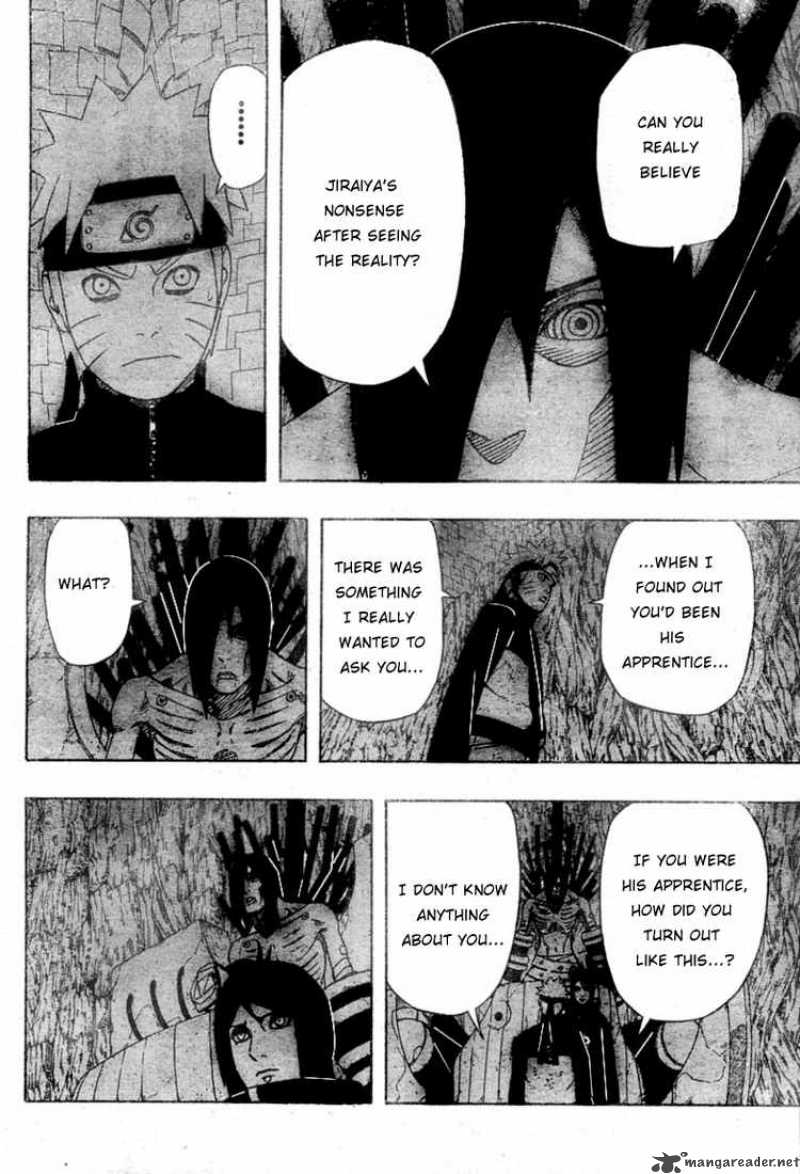 CAN YOU
REALLY
BELIEVE
JIRAIYA'S
NONSENSE
AFTER SEEING
THE REALITY?
.......
...WHEN I
FOUND OUT
YOU'D BEEN
HIS
APPRENTICE...
THERE WAS
SOMETHING
I REALLY
WANTED TO
ASK YOU...
WHAT?
IF YOU WERE
HIS APPRENTICE,
HOW DID YOU
TURN OUT
LIKE THIS...?
I DON'T KNOW
ANYTHING
ABOUT YOU...
mangareader.net